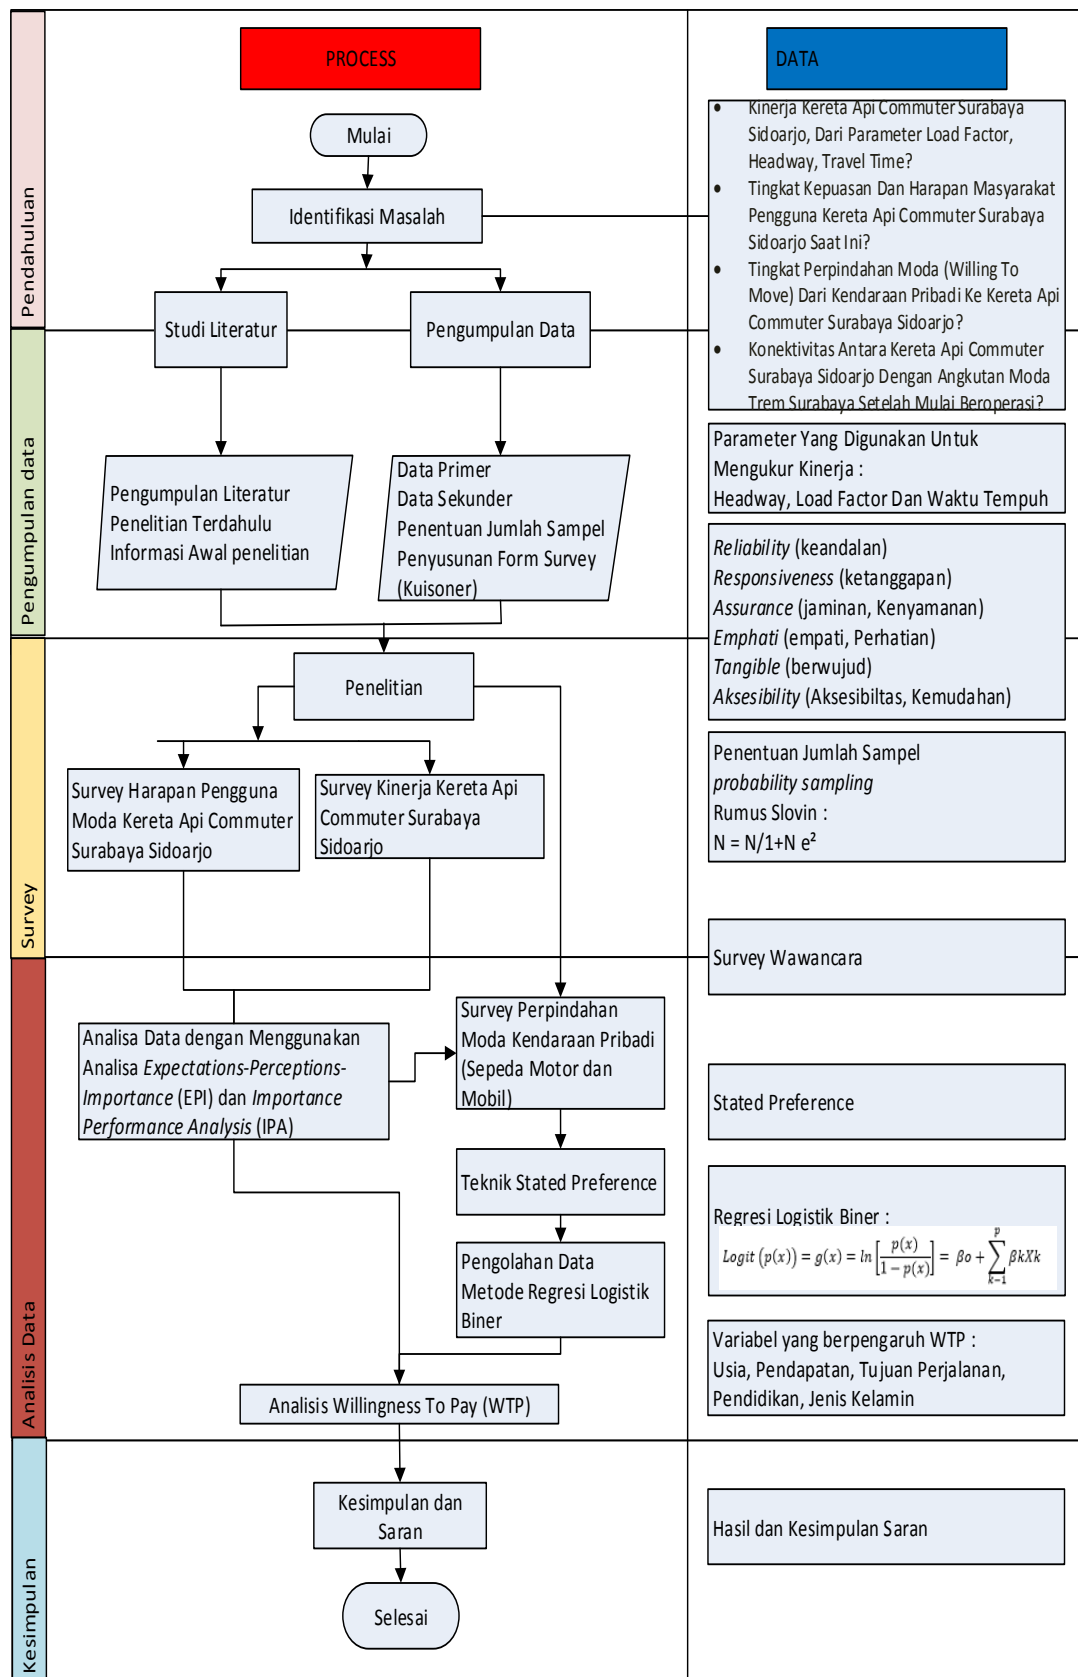 PROCESS
DATA
Pendahuluan
Mulai
Identifikasi Masalah
Studi Literatur
Pengumpulan Data
• Kinerja Kereta Api Commuter Surabaya
Sidoarjo, Dari Parameter Load Factor,
Headway, Travel Time?
• Tingkat Kepuasan Dan Harapan Masyarakat
Pengguna Kereta Api Commuter Surabaya
Sidoarjo Saat Ini?
• Tingkat Perpindahan Moda (Willing To
Move) Dari Kendaraan Pribadi Ke Kereta Api
Commuter Surabaya Sidoarjo?
• Konektivitas Antara Kereta Api Commuter
Surabaya Sidoarjo Dengan Angkutan Moda
Trem Surabaya Setelah Mulai Beroperasi?
Pengumpulan data
Pengumpulan Literatur
Penelitian Terdahulu
Informasi Awal penelitian
Data Primer
Data Sekunder
Penentuan Jumlah Sampel
Penyusunan Form Survey
(Kuisoner)
Parameter Yang Digunakan Untuk
Mengukur Kinerja :
Headway, Load Factor Dan Waktu Tempuh
Reliability (keandalan)
Responsiveness (ketanggapan)
Assurance (jaminan, Kenyamanan)
Emphati (empati, Perhatian)
Tangible (berwujud)
Aksesibility (Aksesibiltas, Kemudahan)
Survey
Penelitian
Survey Harapan Pengguna
Moda Kereta Api Commuter
Surabaya Sidoarjo
Survey Kinerja Kereta Api
Commuter Surabaya
Sidoarjo
Penentuan Jumlah Sampel
probability sampling
Rumus Slovin :
N = N/1+N e²
Survey Wawancara
Analisis Data
Analisa Data dengan Menggunakan
Analisa Expectations-Perceptions-
Importance (EPI) dan Importance
Performance Analysis (IPA)
Survey Perpindahan
Moda Kendaraan Pribadi
(Sepeda Motor dan
Mobil)
Teknik Stated Preference
Pengolahan Data
Metode Regresi Logistik
Biner
Analisis Willingness To Pay (WTP)
Stated Preference
Regresi Logistik Biner :
Logit (p(x)) = g(x) = ln [p(x) / 1 − p(x)] = βo + ∑ p k−1 βkXk
Variabel yang berpengaruh WTP :
Usia, Pendapatan, Tujuan Perjalanan,
Pendidikan, Jenis Kelamin
Kesimpulan
Kesimpulan dan
Saran
Selesai
Hasil dan Kesimpulan Saran